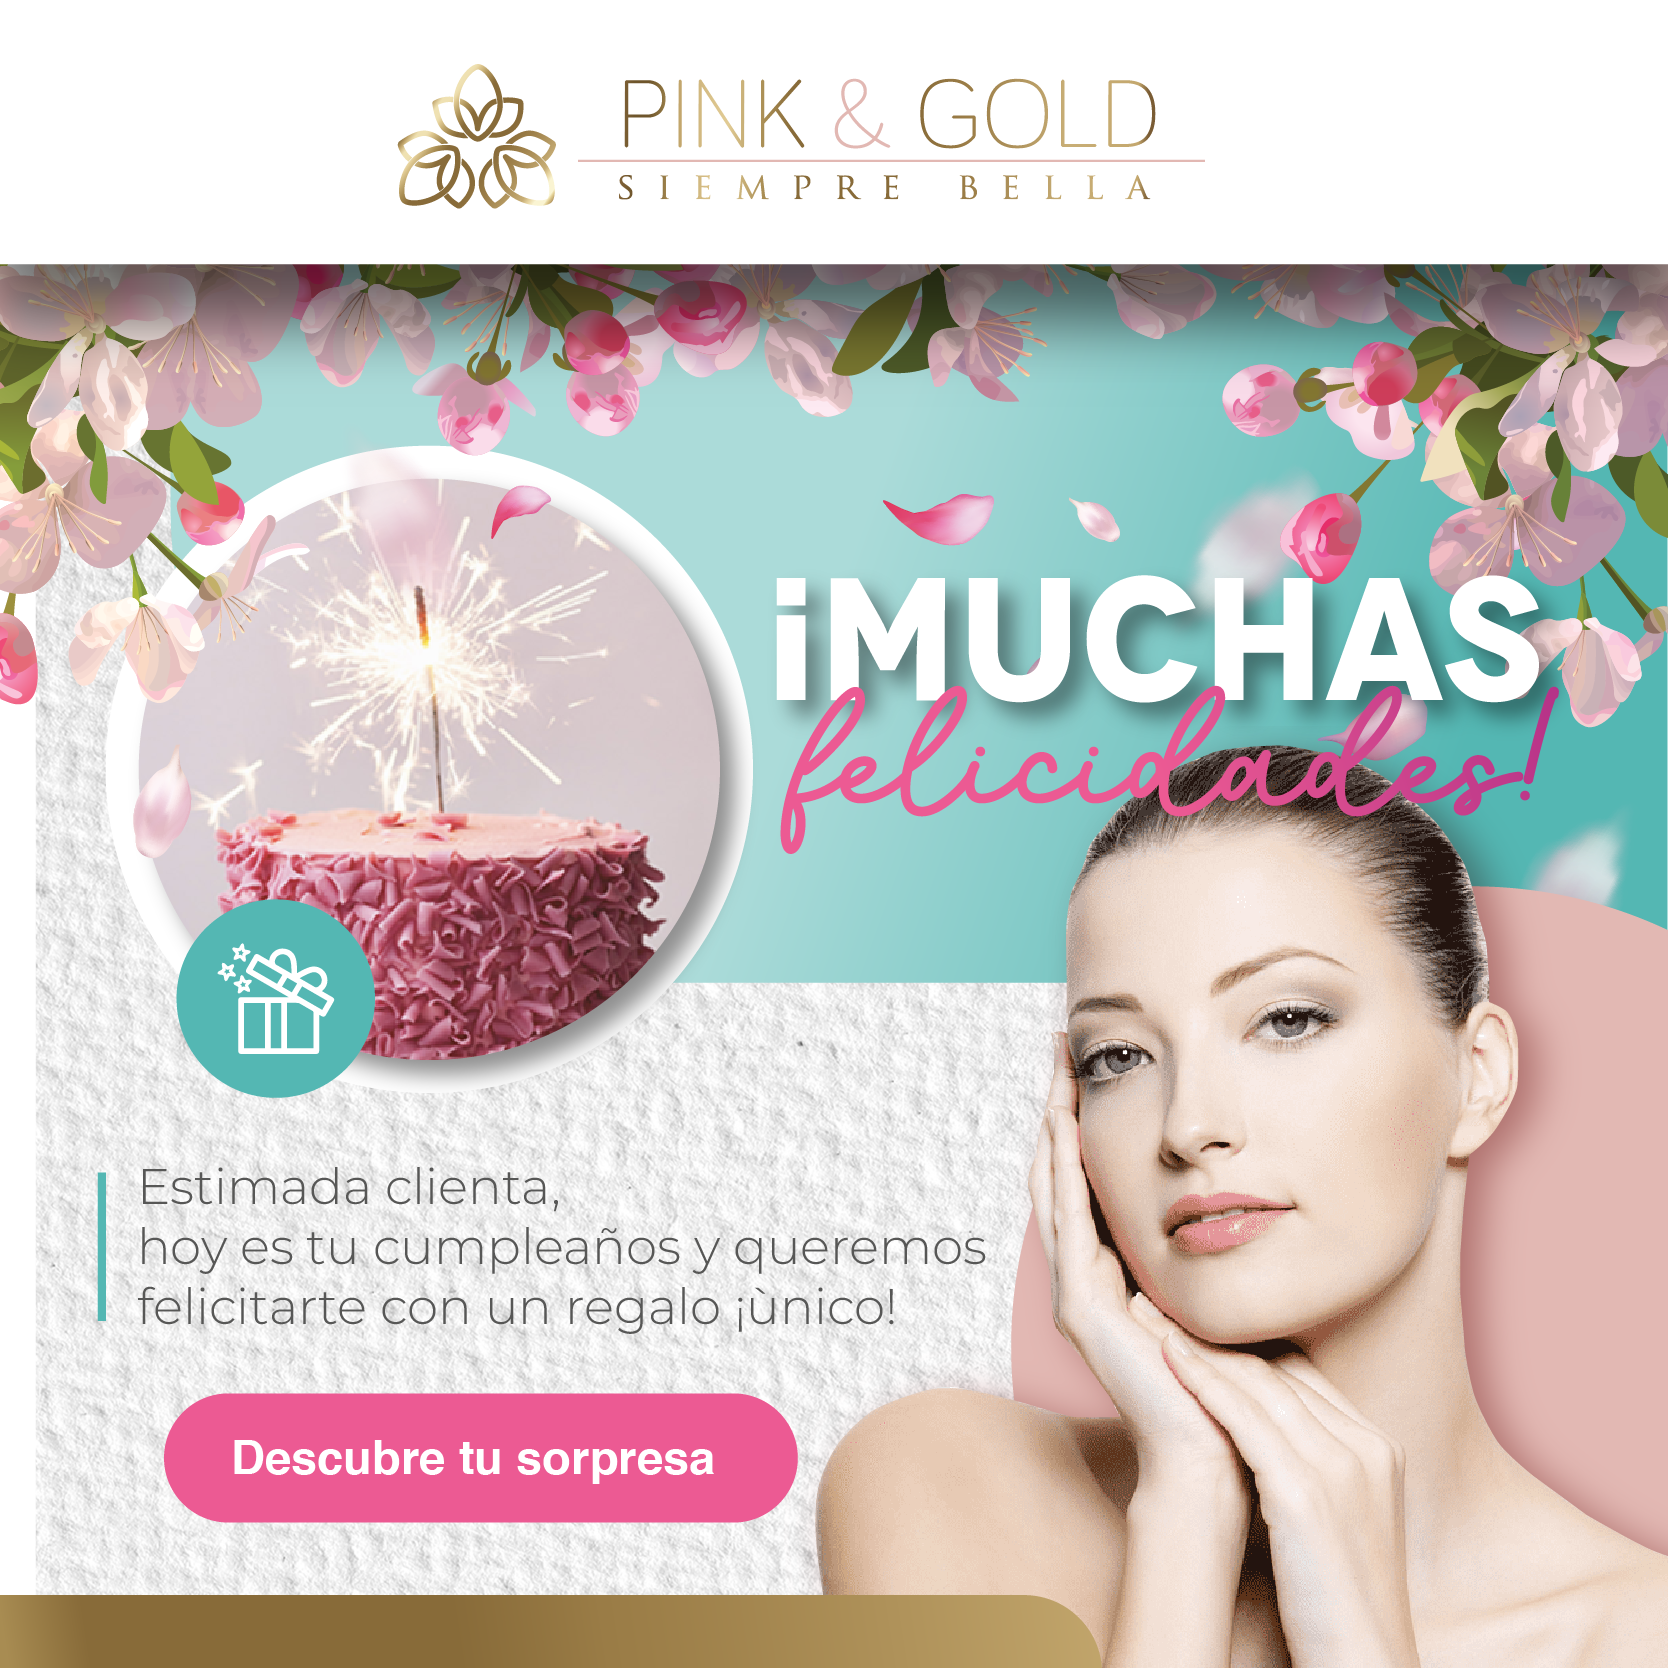 PINK & GOLD
SIEMPRE BELLA
¡MUCHAS
felicidades!
Estimada clienta,
hoy es tu cumpleaños y queremos
felicitarte con un regalo ¡ùnico!
Descubre tu sorpresa